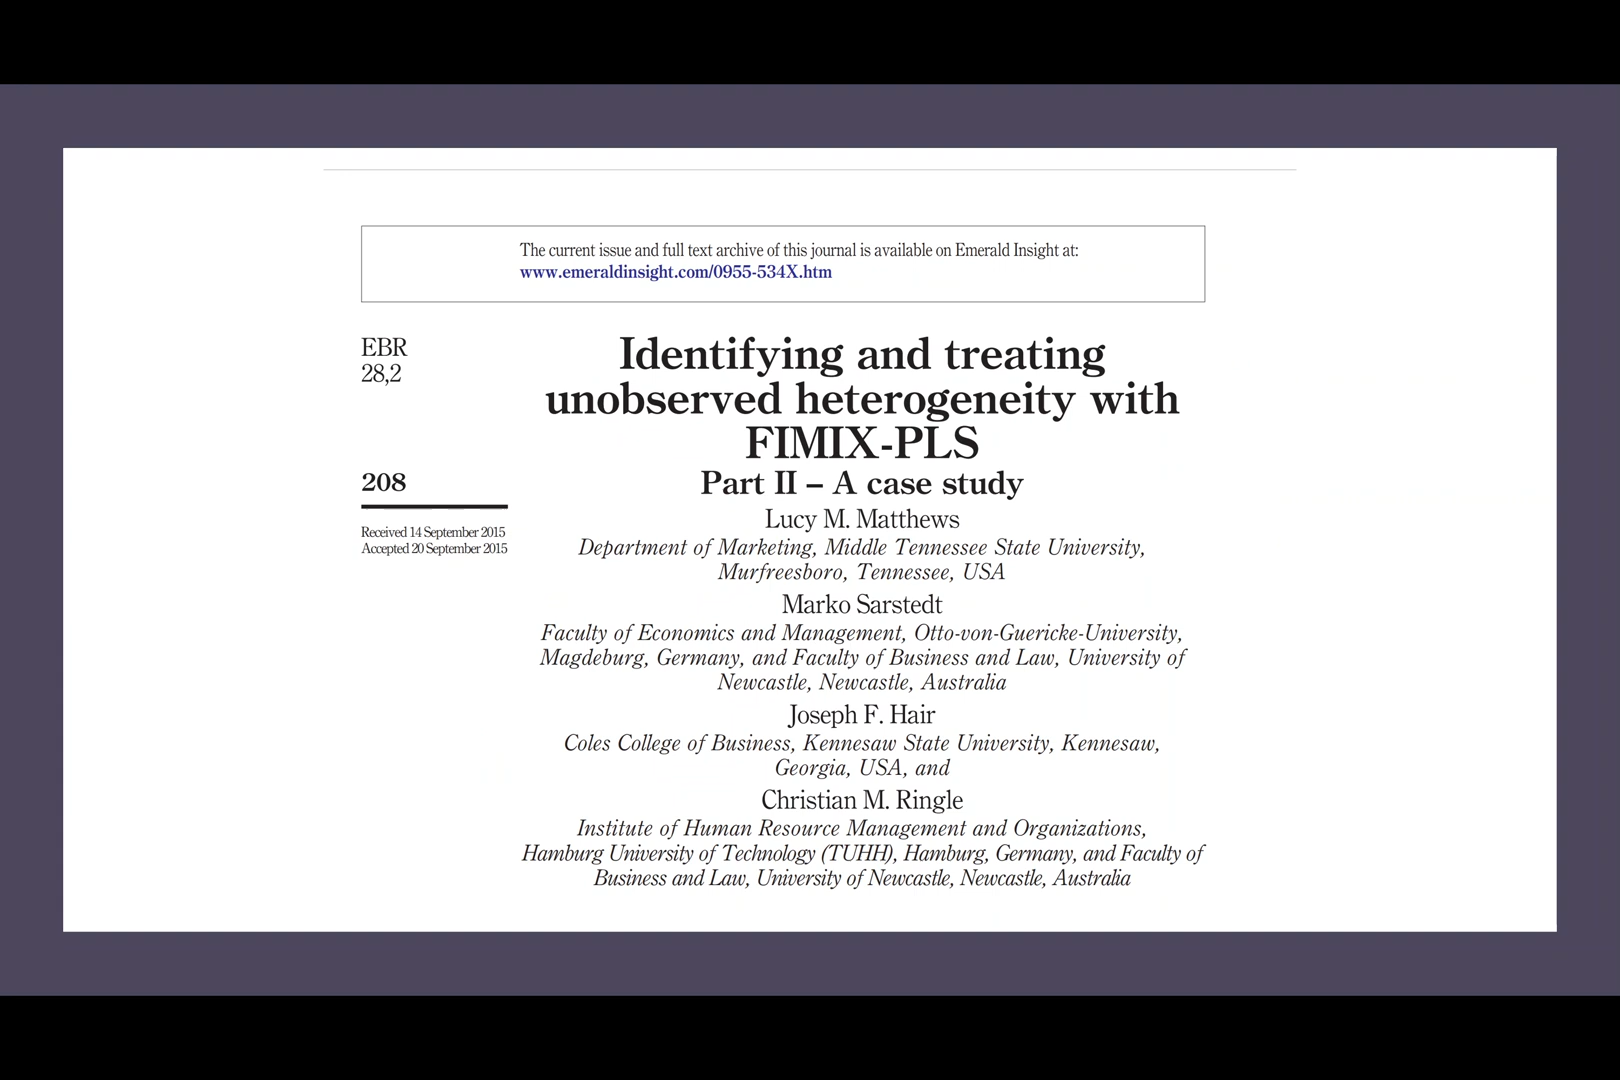 The current issue and full text archive of this journal is available on Emerald Insight at:
www.emeraldinsight.com/0955-534X.htm
EBR
28,2
208
Received 14 September 2015
Accepted 20 September 2015
Identifying and treating
unobserved heterogeneity with
FIMIX-PLS
Part II – A case study
Lucy M. Matthews
Department of Marketing, Middle Tennessee State University,
Murfreesboro, Tennessee, USA
Marko Sarstedt
Faculty of Economics and Management, Otto-von-Guericke-University,
Magdeburg, Germany, and Faculty of Business and Law, University of
Newcastle, Newcastle, Australia
Joseph F. Hair
Coles College of Business, Kennesaw State University, Kennesaw,
Georgia, USA, and
Christian M. Ringle
Institute of Human Resource Management and Organizations,
Hamburg University of Technology (TUHH), Hamburg, Germany, and Faculty of
Business and Law, University of Newcastle, Newcastle, Australia